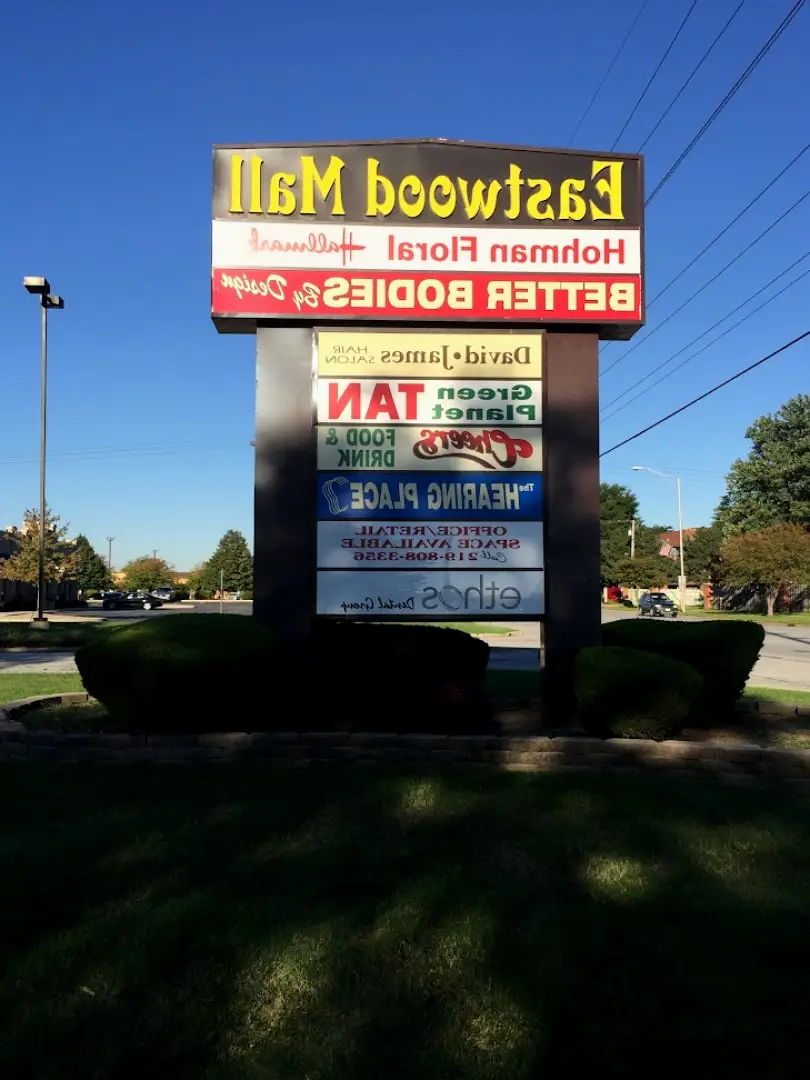 Eastwood Mall
Hohman Floral Hallmark
BETTER BODIES By Design
David•James HAIR SALON
Green Planet TAN
Cheers FOOD & DRINK
The HEARING PLACE
OFFICE/RETAIL
SPACE AVAILABLE
Call 219-808-3356
ethos Dental Group